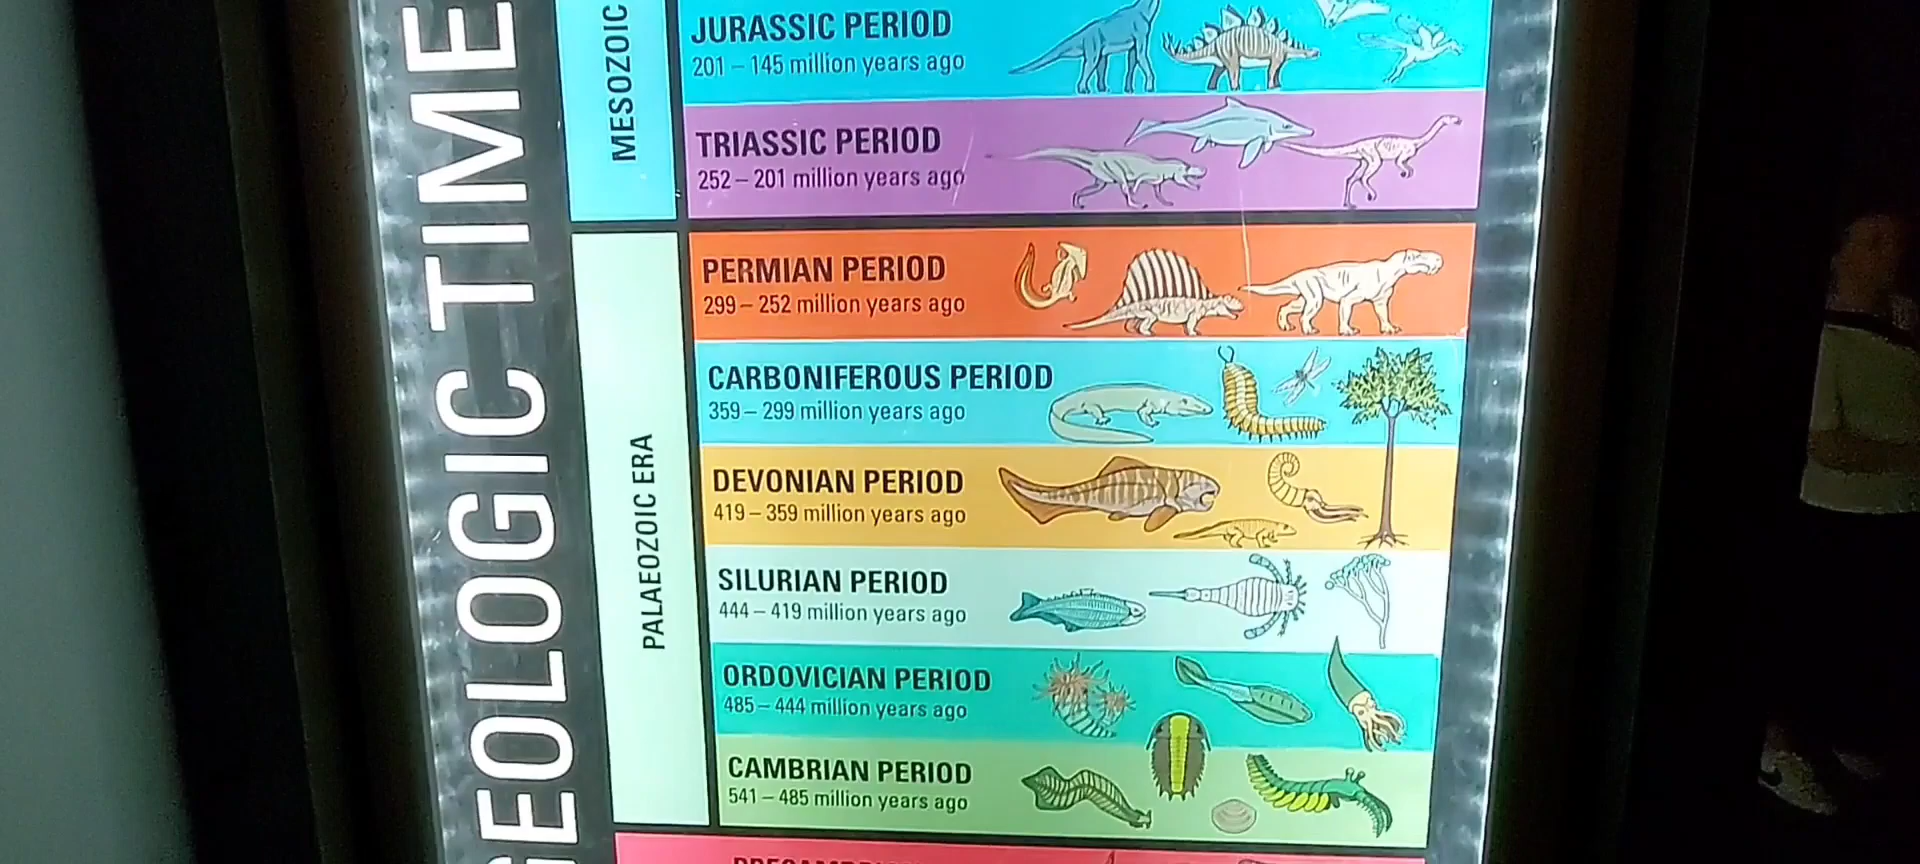 GEOLOGIC TIME
MESOZOIC
JURASSIC PERIOD
201 – 145 million years ago
TRIASSIC PERIOD
252 – 201 million years ago
PALAEOZOIC ERA
PERMIAN PERIOD
299 – 252 million years ago
CARBONIFEROUS PERIOD
359 – 299 million years ago
DEVONIAN PERIOD
419 – 359 million years ago
SILURIAN PERIOD
444 – 419 million years ago
ORDOVICIAN PERIOD
485 – 444 million years ago
CAMBRIAN PERIOD
541 – 485 million years ago